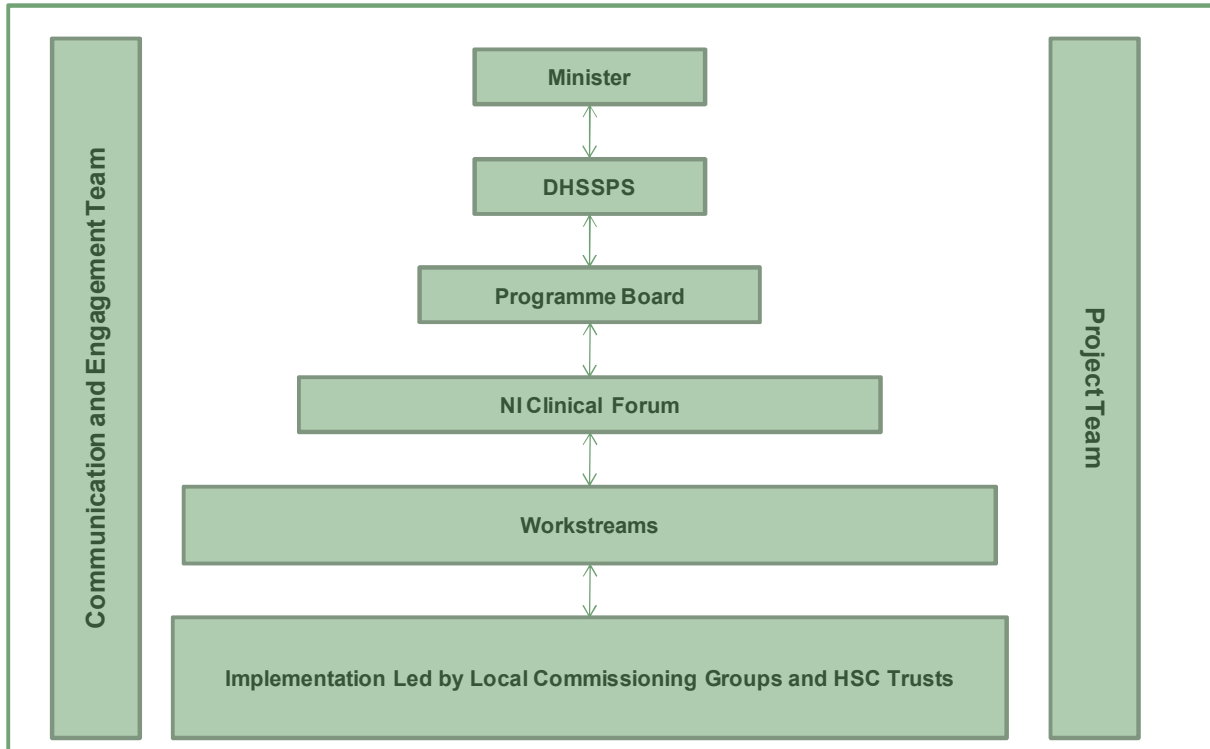 Communication and Engagement Team
Minister
DHSSPS
Programme Board
NI Clinical Forum
Workstreams
Implementation Led by Local Commissioning Groups and HSC Trusts
Project Team